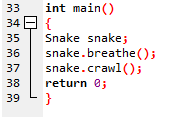 33 int main()
34 {
35 Snake snake;
36 snake.breathe();
37 snake.crawl();
38 return 0;
39 }